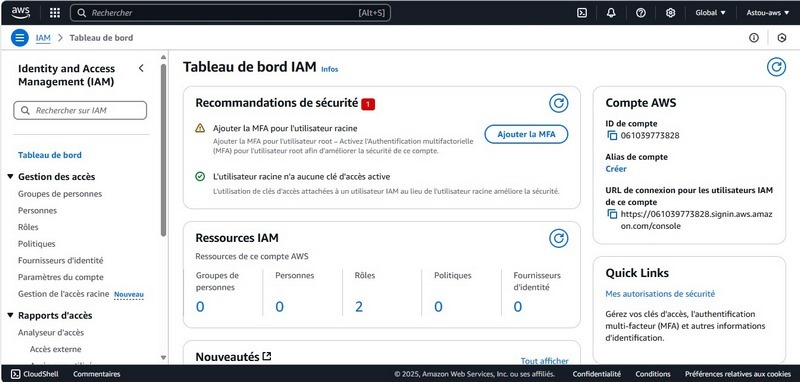 aws
Rechercher
[Alt+S]
Global
Astou-aws
IAM > Tableau de bord
Identity and Access
Management (IAM)
Rechercher sur IAM
Tableau de bord
Gestion des accès
Groupes de personnes
Personnes
Rôles
Politiques
Fournisseurs d'identité
Paramètres du compte
Gestion de l'accès racine Nouveau
Rapports d'accès
Analyseur d'accès
Accès externe
Tableau de bord IAM Infos
Recommandations de sécurité 1
Ajouter la MFA pour l'utilisateur racine
Ajouter la MFA pour l'utilisateur root – Activez l'Authentification multifactorielle
(MFA) pour l'utilisateur root afin d'améliorer la sécurité de ce compte.
Ajouter la MFA
L'utilisateur racine n'a aucune clé d'accès active
L'utilisation de clés d'accès attachées à un utilisateur IAM au lieu de l'utilisateur racine améliore la sécurité.
Ressources IAM
Ressources de ce compte AWS
Groupes de
personnes
0
Personnes
0
Rôles
2
Politiques
0
Fournisseurs
d'identité
0
Nouveautés
Tout afficher
Compte AWS
ID de compte
061039773828
Alias de compte
Créer
URL de connexion pour les utilisateurs IAM
de ce compte
https://061039773828.signin.aws.amaz
on.com/console
Quick Links
Mes autorisations de sécurité
Gérez vos clés d'accès, l'authentification
multi-facteur (MFA) et autres informations
d'identification.
CloudShell
Commentaires
© 2025, Amazon Web Services, Inc. ou ses affiliés.
Confidentialité
Conditions
Préférences relatives aux cookies